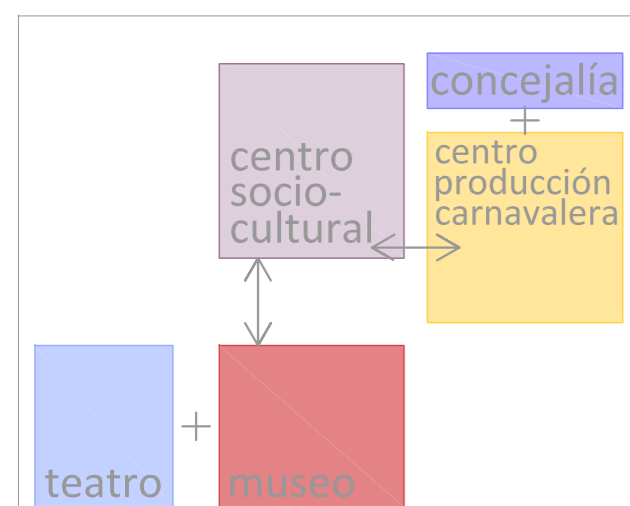 concejalía
+
centro
socio-
cultural
centro
producción
carnavalera
+
teatro
museo